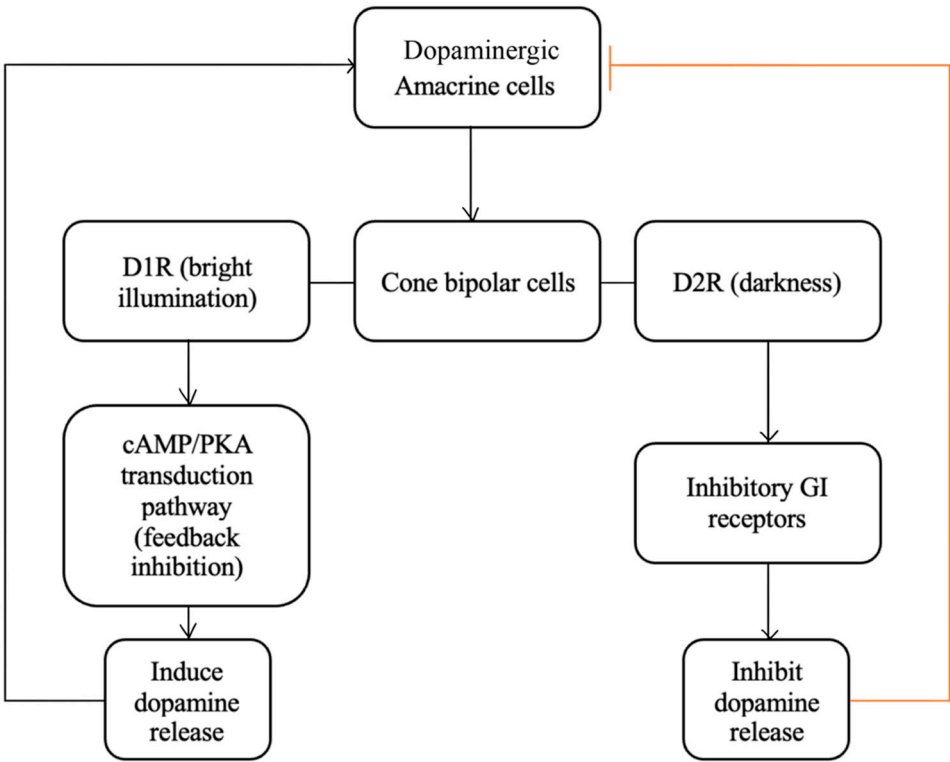 Dopaminergic
Amacrine cells
D1R (bright
illumination)
Cone bipolar cells
D2R (darkness)
cAMP/PKA
transduction
pathway
(feedback
inhibition)
Inhibitory GI
receptors
Induce
dopamine
release
Inhibit
dopamine
release